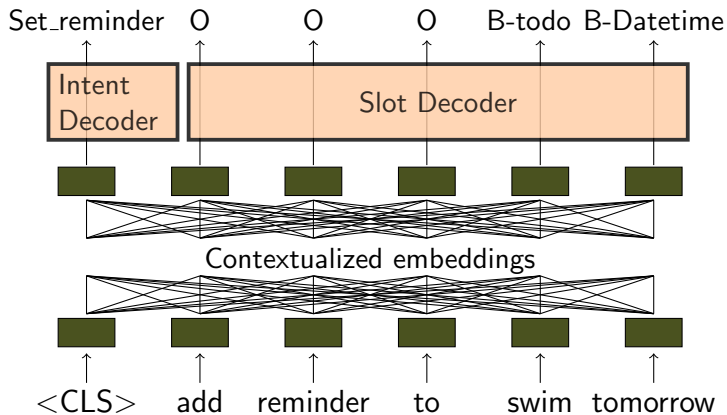 Set_reminder O O O B-todo B-Datetime
Intent
Decoder
Slot Decoder
Contextualized embeddings
<CLS> add reminder to swim tomorrow